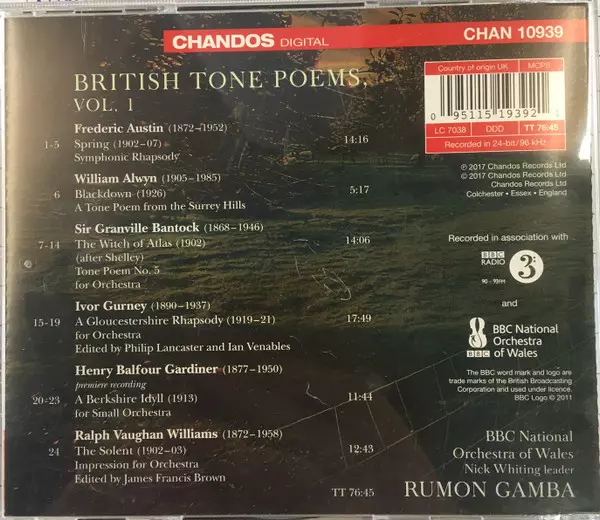 CHANDOS DIGITAL CHAN 10939
BRITISH TONE POEMS,
VOL. 1
Frederic Austin (1872–1952)
1-5 Spring (1902–07) 14:16
Symphonic Rhapsody
William Alwyn (1905–1985)
6 Blackdown (1926) 5:17
A Tone Poem from the Surrey Hills
Sir Granville Bantock (1868–1946)
7-14 The Witch of Atlas (1902) 14:06
(after Shelley)
Tone Poem No. 5
for Orchestra
Ivor Gurney (1890–1937)
15-19 A Gloucestershire Rhapsody (1919–21) 17:49
for Orchestra
Edited by Philip Lancaster and Ian Venables
Henry Balfour Gardiner (1877–1950)
premiere recording
20-23 A Berkshire Idyll (1913) 11:44
for Small Orchestra
Ralph Vaughan Williams (1872–1958)
24 The Solent (1902–03) 12:43
Impression for Orchestra
Edited by James Francis Brown
TT 76:45
Country of origin UK MCPS
0 95115 19392
LC 7038 DDD TT 76:45
Recorded in 24-bit/96 kHz
℗ 2017 Chandos Records Ltd
© 2017 Chandos Records Ltd
Chandos Records Ltd
Colchester • Essex • England
Recorded in association with
BBC
RADIO
3
90 – 93FM
and
BBC National
Orchestra
of Wales
BBC
The BBC word mark and logo are
trade marks of the British Broadcasting
Corporation and used under licence.
BBC Logo © 2011
BBC National
Orchestra of Wales
Nick Whiting leader
RUMON GAMBA